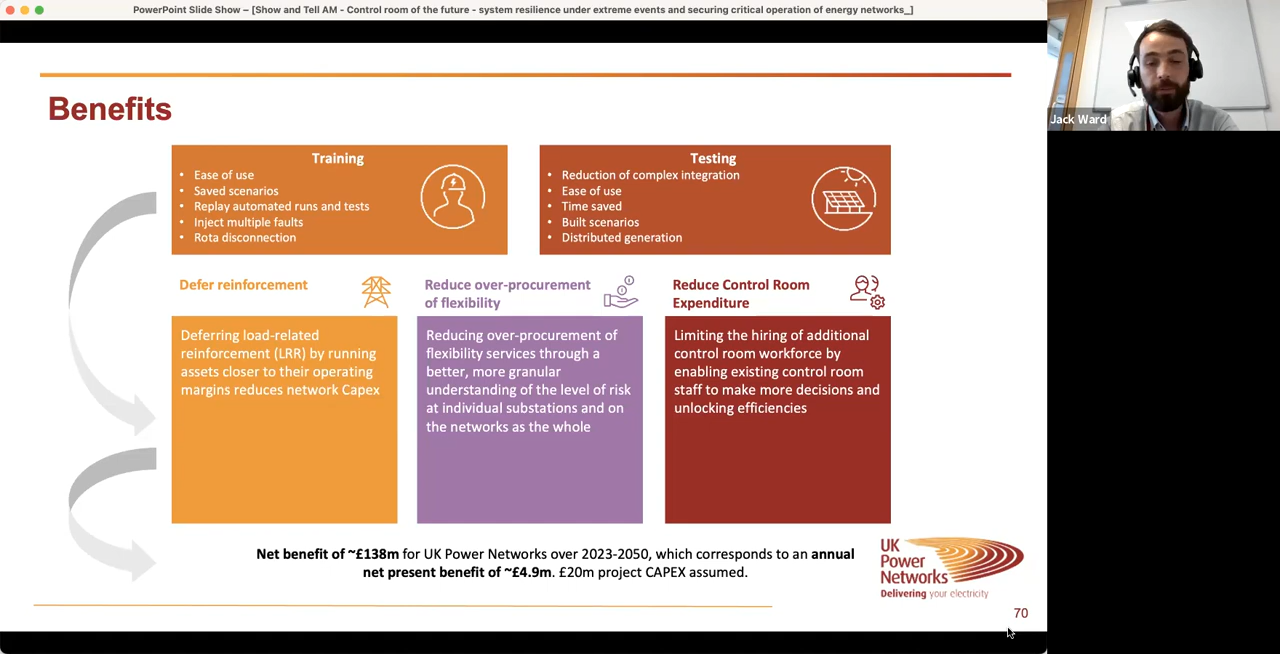 PowerPoint Slide Show – [Show and Tell AM - Control room of the future - system resilience under extreme events and securing critical operation of energy networks_]
Jack Ward
Benefits
Training
• Ease of use
• Saved scenarios
• Replay automated runs and tests
• Inject multiple faults
• Rota disconnection
Testing
• Reduction of complex integration
• Ease of use
• Time saved
• Built scenarios
• Distributed generation
Defer reinforcement
Deferring load-related
reinforcement (LRR) by running
assets closer to their operating
margins reduces network Capex
Reduce over-procurement
of flexibility
Reducing over-procurement of
flexibility services through a
better, more granular
understanding of the level of risk
at individual substations and on
the networks as the whole
Reduce Control Room
Expenditure
Limiting the hiring of additional
control room workforce by
enabling existing control room
staff to make more decisions and
unlocking efficiencies
Net benefit of ~£138m for UK Power Networks over 2023-2050, which corresponds to an annual
net present benefit of ~£4.9m. £20m project CAPEX assumed.
UK
Power
Networks
Delivering your electricity
70